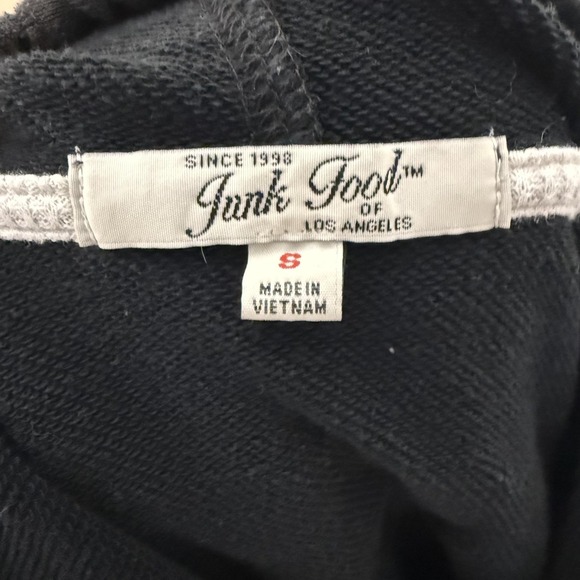 SINCE 1998
Junk Food™
OF
LOS ANGELES
S
MADE IN
VIETNAM